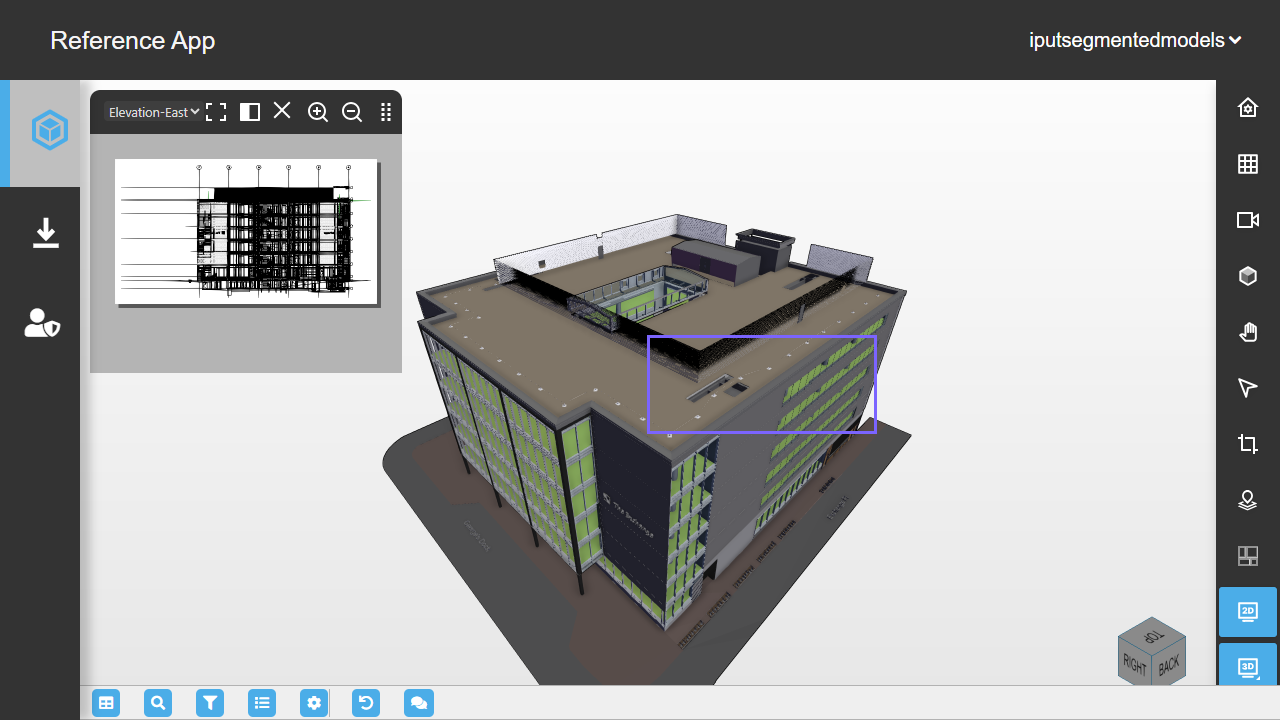 Reference App
iputsegmentedmodels
Elevation-East
2D
3D
TOP
RIGHT
BACK